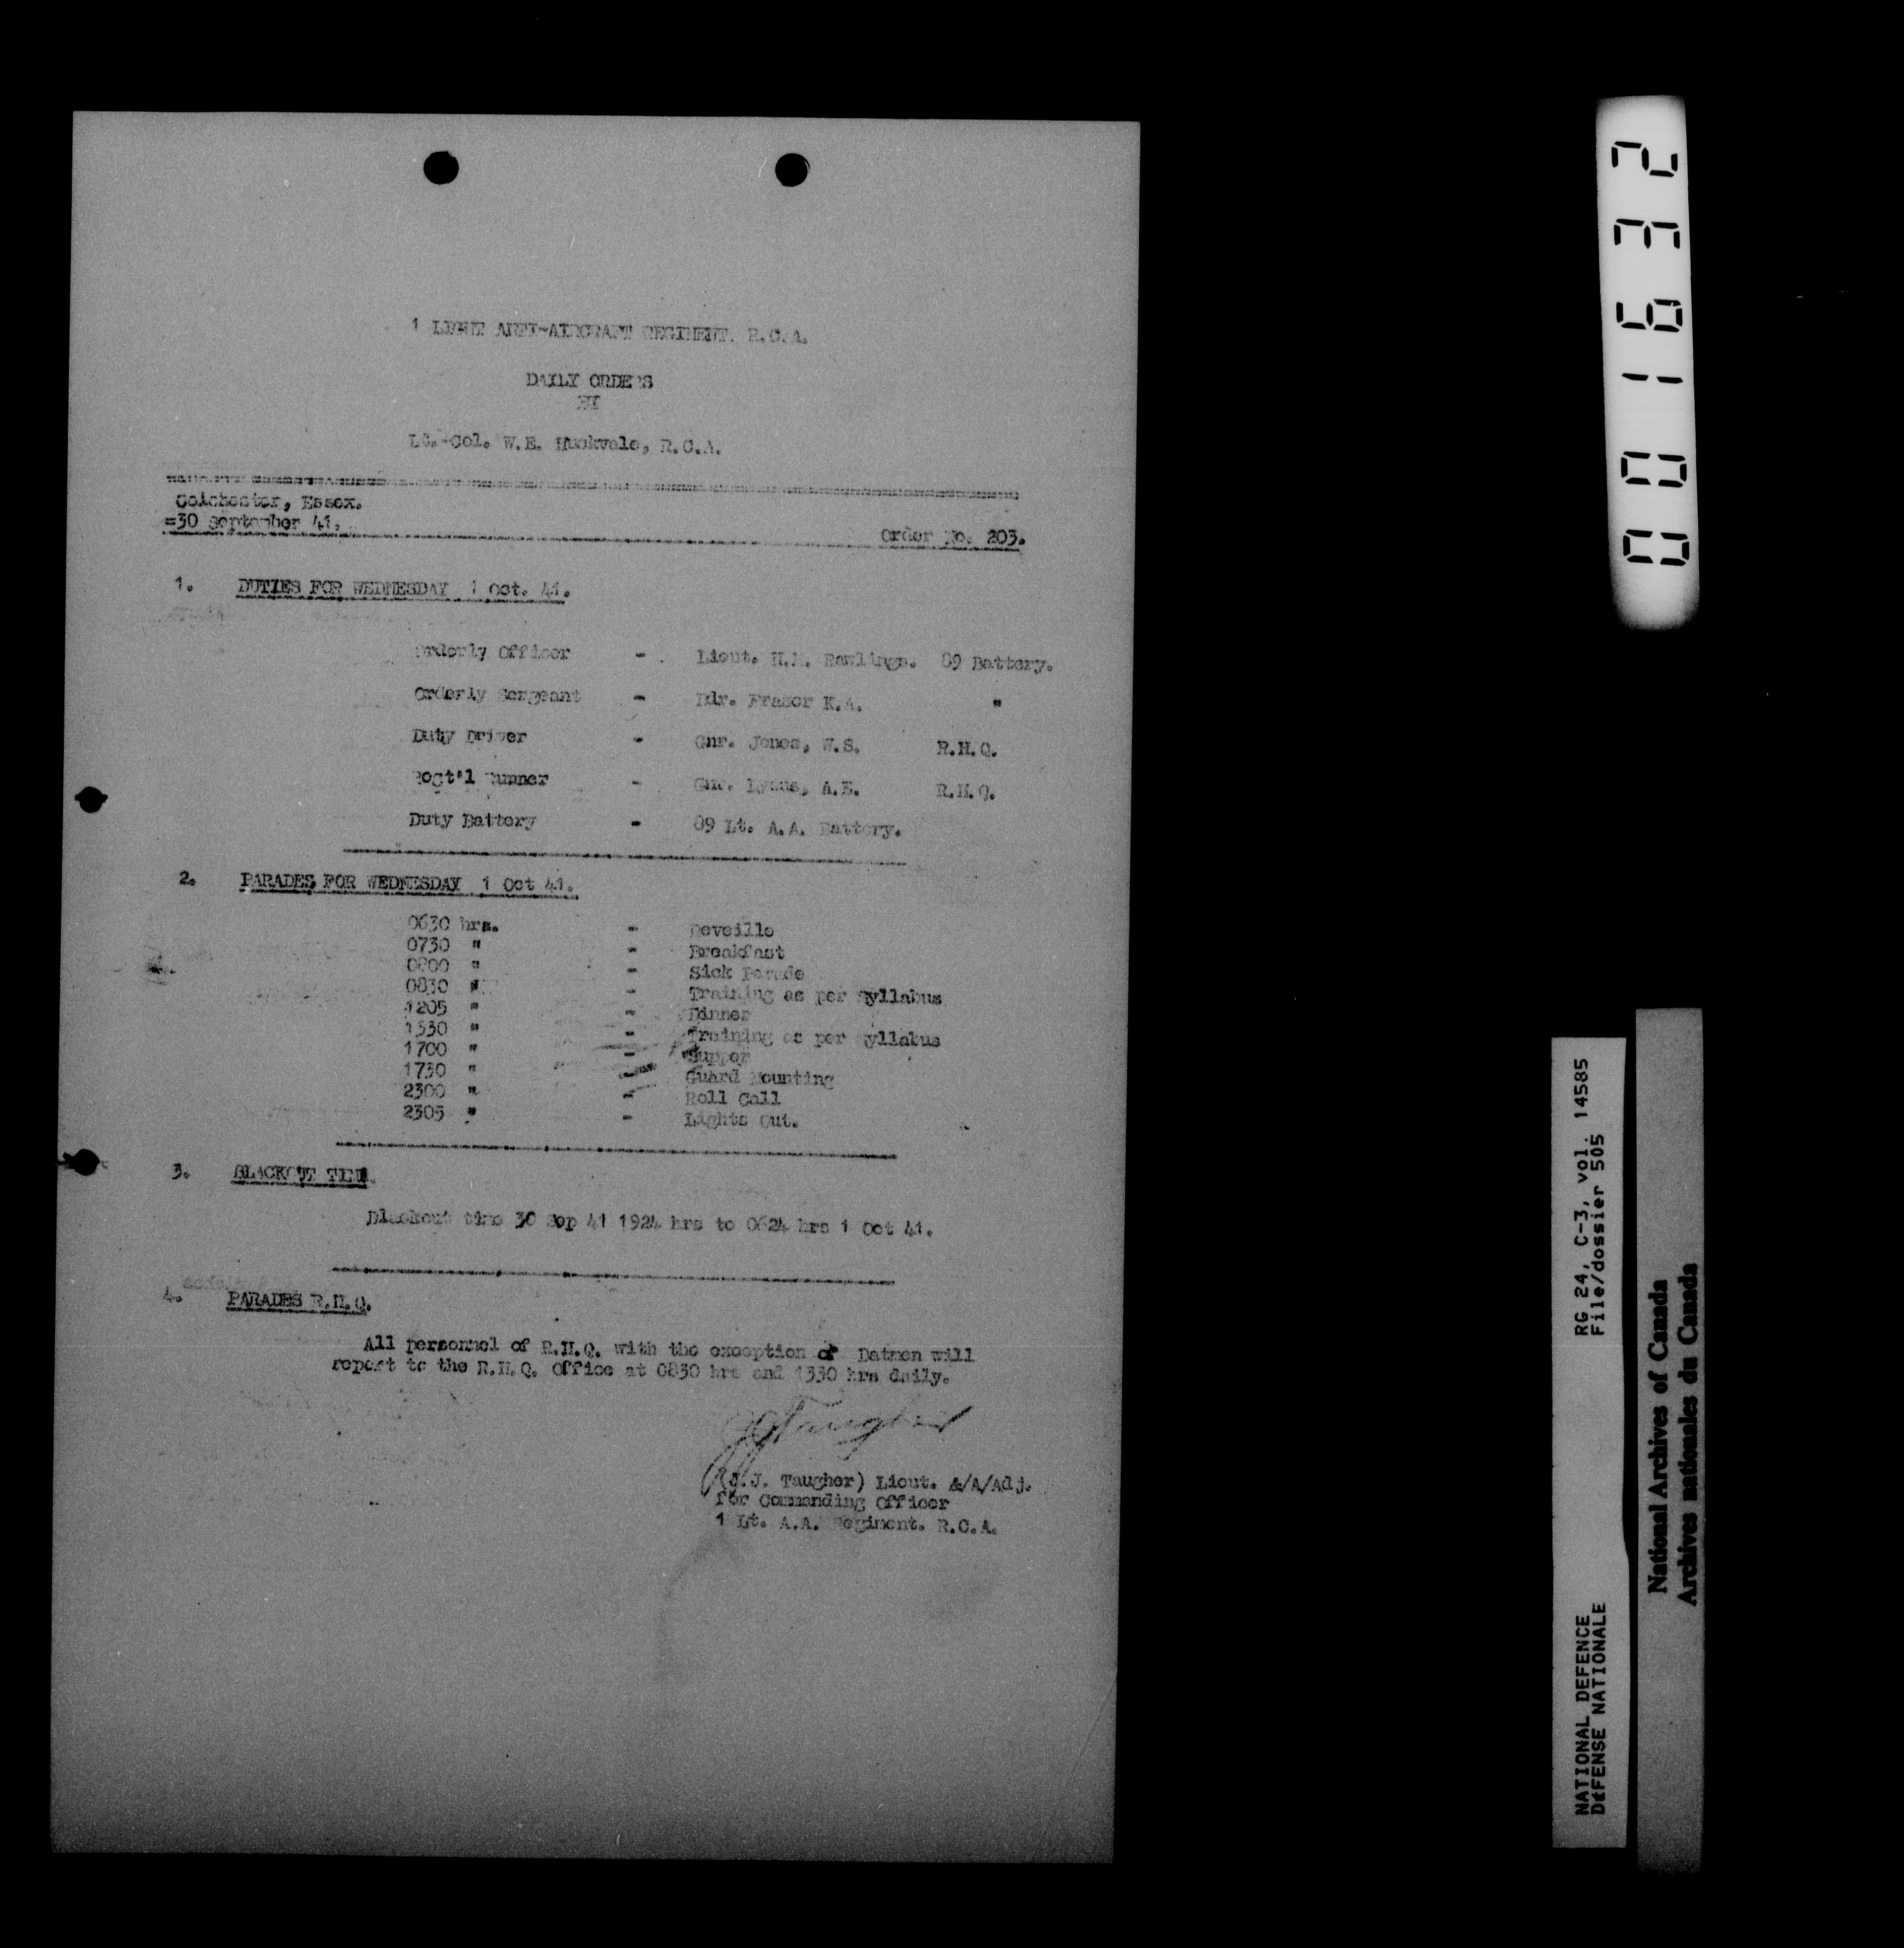 1 LIGHT ANTI-AIRCRAFT REGIMENT. R.C.A.
DAILY ORDERS
BY
Lt.-Col. W.E. Huckvale, R.C.A.
Colchester, Essex.
=30 September 41.
Order No. 203.
1. DUTIES FOR WEDNESDAY 1 Oct. 41.
Orderly Officer - Lieut. H.M. Rawlings. 89 Battery.
Orderly Sergeant - Bdr. Fraser K.A. "
Duty Driver - Gnr. Jones, W.S. R.H.Q.
Regt'l Runner - Gnr. Lyons, A.E. R.H.Q.
Duty Battery - 89 Lt. A.A. Battery.
2. PARADES FOR WEDNESDAY 1 Oct 41.
0630 hrs. - Reveille
0730 " - Breakfast
0800 " - Sick Parade
0830 " - Training as per syllabus
1205 " - Dinner
1330 " - Training as per syllabus
1700 " - Supper
1730 " - Guard Mounting
2300 " - Roll Call
2305 " - Lights Out.
3. BLACKOUT TIME
Blackout time 30 Sep 41 1924 hrs to 0624 hrs 1 Oct 41.
4. PARADES R.H.Q.
All personnel of R.H.Q. with the exception of Batmen will
report to the R.H.Q. Office at 0830 hrs and 1330 hrs daily.
JJTaugher
(J.J. Taugher) Lieut. &/A/Adj.
for Commanding Officer
1 Lt. A.A. Regiment. R.C.A.
001632
RG 24, C-3, vol. 14585
File/dossier 505
NATIONAL DEFENCE
DÉFENSE NATIONALE
National Archives of Canada
Archives nationales du Canada